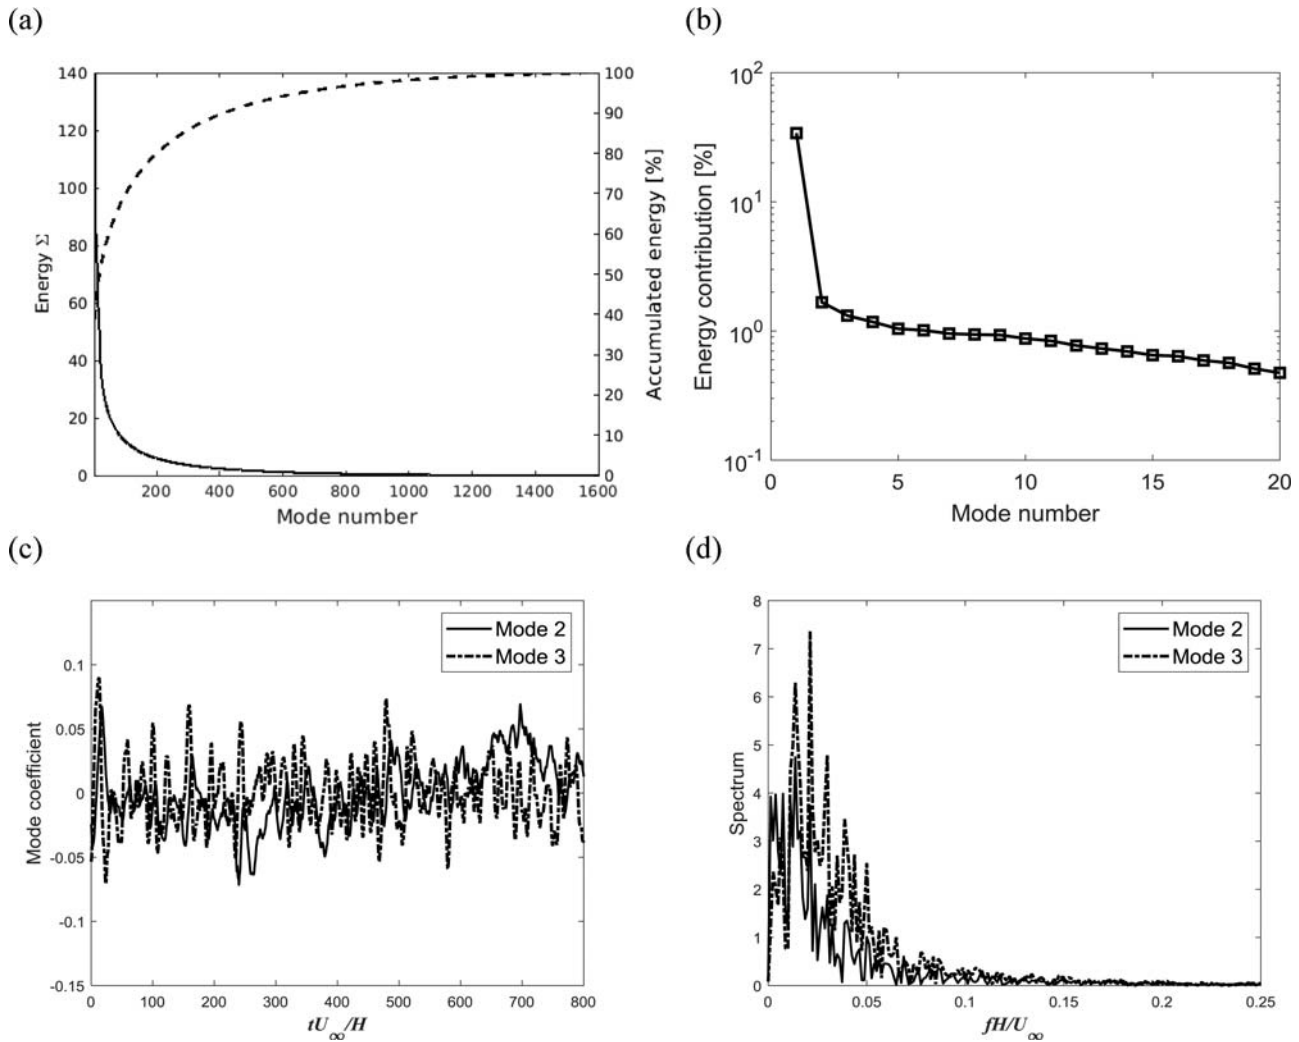 (a)
140
120
100
80
60
40
20
0
Energy Σ
100
90
80
70
60
50
40
30
20
10
0
Accumulated energy [%]
200 400 600 800 1000 1200 1400 1600
Mode number
(b)
10²
10¹
10⁰
10⁻¹
Energy contribution [%]
0 5 10 15 20
Mode number
(c)
Mode 2
Mode 3
0.1
0.05
0
-0.05
-0.1
-0.15
Mode coefficient
0 100 200 300 400 500 600 700 800
tU∞/H
(d)
Mode 2
Mode 3
8
7
6
5
4
3
2
1
0
Spectrum
0 0.05 0.1 0.15 0.2 0.25
fH/U∞